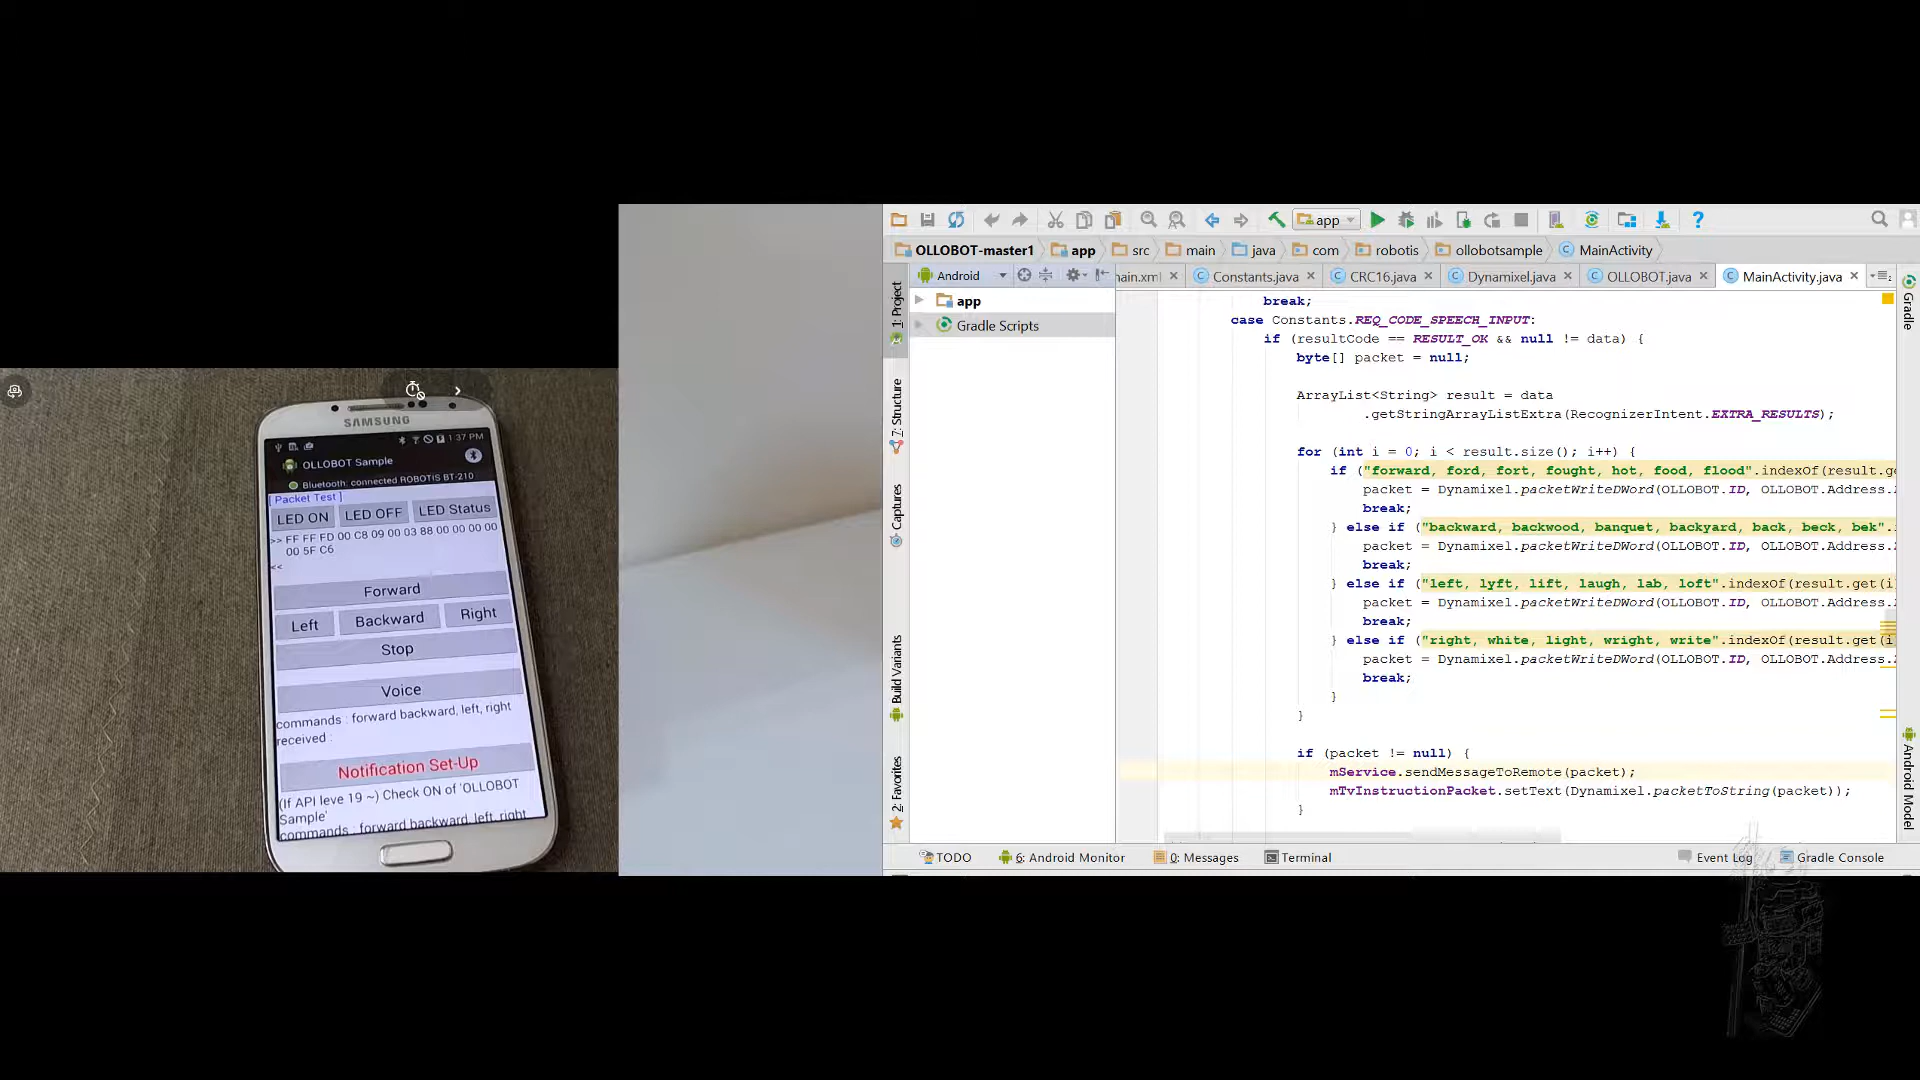 SAMSUNG
1:37 PM
OLLOBOT Sample
Bluetooth: connected ROBOTIS BT-210
[ Packet Test ]
LED ON LED OFF LED Status
>> FF FF FD 00 C8 09 00 03 88 00 00 00 00
00 5F C6
<<
Forward
Left Backward Right
Stop
Voice
commands : forward backward, left, right
received :
Notification Set-Up
(If API leve 19 ~) Check ON of 'OLLOBOT
Sample'
commands : forward backward, left, right
app
OLLOBOT-master1 app src main java com robotis ollobotsample MainActivity
Android
ain.xml Constants.java CRC16.java Dynamixel.java OLLOBOT.java MainActivity.java
app
Gradle Scripts
1: Project
7: Structure
Captures
Build Variants
2: Favorites
break;
case Constants.REQ_CODE_SPEECH_INPUT:
if (resultCode == RESULT_OK && null != data) {
byte[] packet = null;
ArrayList<String> result = data
.getStringArrayListExtra(RecognizerIntent.EXTRA_RESULTS);
for (int i = 0; i < result.size(); i++) {
if ("forward, ford, fort, fought, hot, food, flood".indexOf(result.ge
packet = Dynamixel.packetWriteDWord(OLLOBOT.ID, OLLOBOT.Address.
break;
} else if ("backward, backwood, banquet, backyard, back, beck, bek".
packet = Dynamixel.packetWriteDWord(OLLOBOT.ID, OLLOBOT.Address.
break;
} else if ("left, lyft, lift, laugh, lab, loft".indexOf(result.get(i
packet = Dynamixel.packetWriteDWord(OLLOBOT.ID, OLLOBOT.Address.
break;
} else if ("right, white, light, wright, write".indexOf(result.get(i
packet = Dynamixel.packetWriteDWord(OLLOBOT.ID, OLLOBOT.Address.
break;
}
}
if (packet != null) {
mService.sendMessageToRemote(packet);
mTvInstructionPacket.setText(Dynamixel.packetToString(packet));
}
Gradle
Android Model
TODO 6: Android Monitor 0: Messages Terminal Event Log Gradle Console